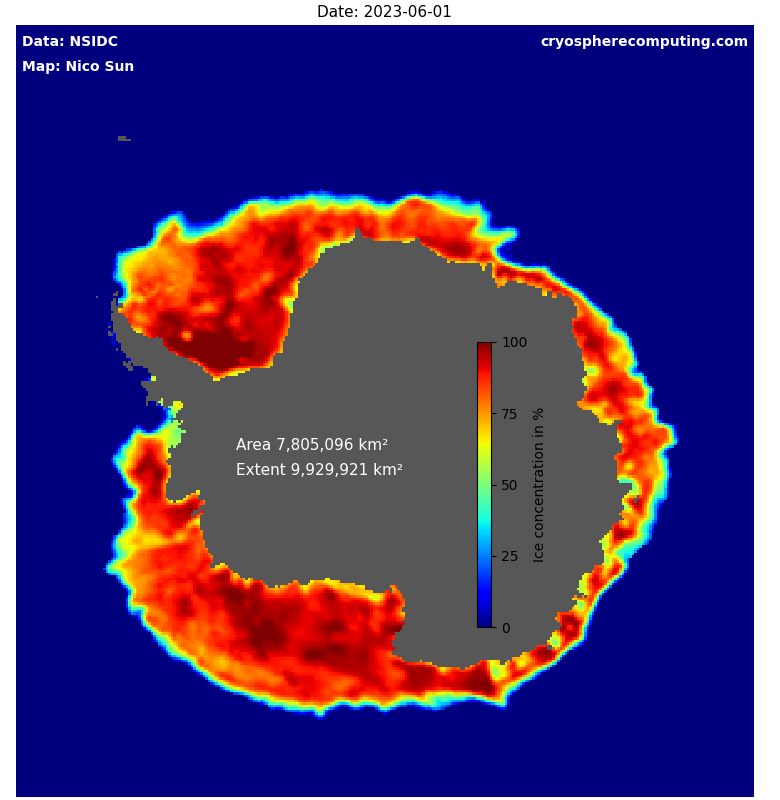 Date: 2023-06-01
Data: NSIDC
cryospherecomputing.com
Map: Nico Sun
Area 7,805,096 km²
Extent 9,929,921 km²
100
75
50
25
0
Ice concentration in %